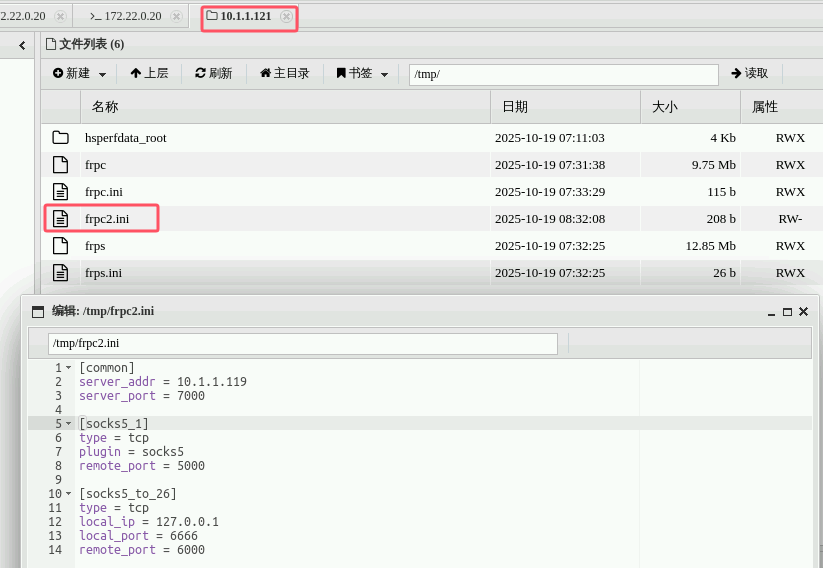 2.22.0.20 172.22.0.20 10.1.1.121
文件列表 (6)
新建 上层 刷新 主目录 书签 /tmp/ 读取
名称 日期 大小 属性
hsperfdata_root 2025-10-19 07:11:03 4 Kb RWX
frpc 2025-10-19 07:31:38 9.75 Mb RWX
frpc.ini 2025-10-19 07:33:29 115 b RWX
frpc2.ini 2025-10-19 08:32:08 208 b RW-
frps 2025-10-19 07:32:25 12.85 Mb RWX
frps.ini 2025-10-19 07:32:25 26 b RWX
编辑: /tmp/frpc2.ini
/tmp/frpc2.ini
1 [common]
2 server_addr = 10.1.1.119
3 server_port = 7000
4
5 [socks5_1]
6 type = tcp
7 plugin = socks5
8 remote_port = 5000
9
10 [socks5_to_26]
11 type = tcp
12 local_ip = 127.0.0.1
13 local_port = 6666
14 remote_port = 6000